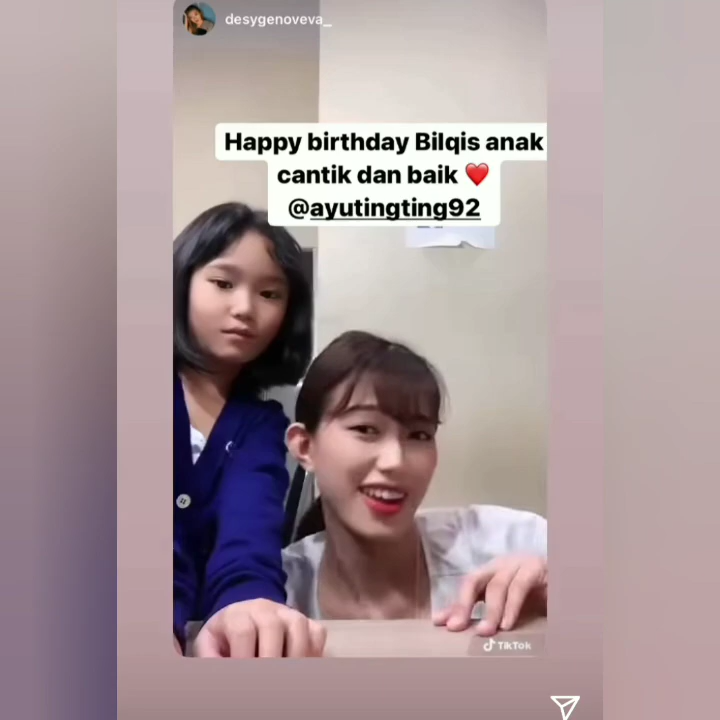 desygenoveva_
Happy birthday Bilqis anak
cantik dan baik ❤️
@ayutingting92
TikTok